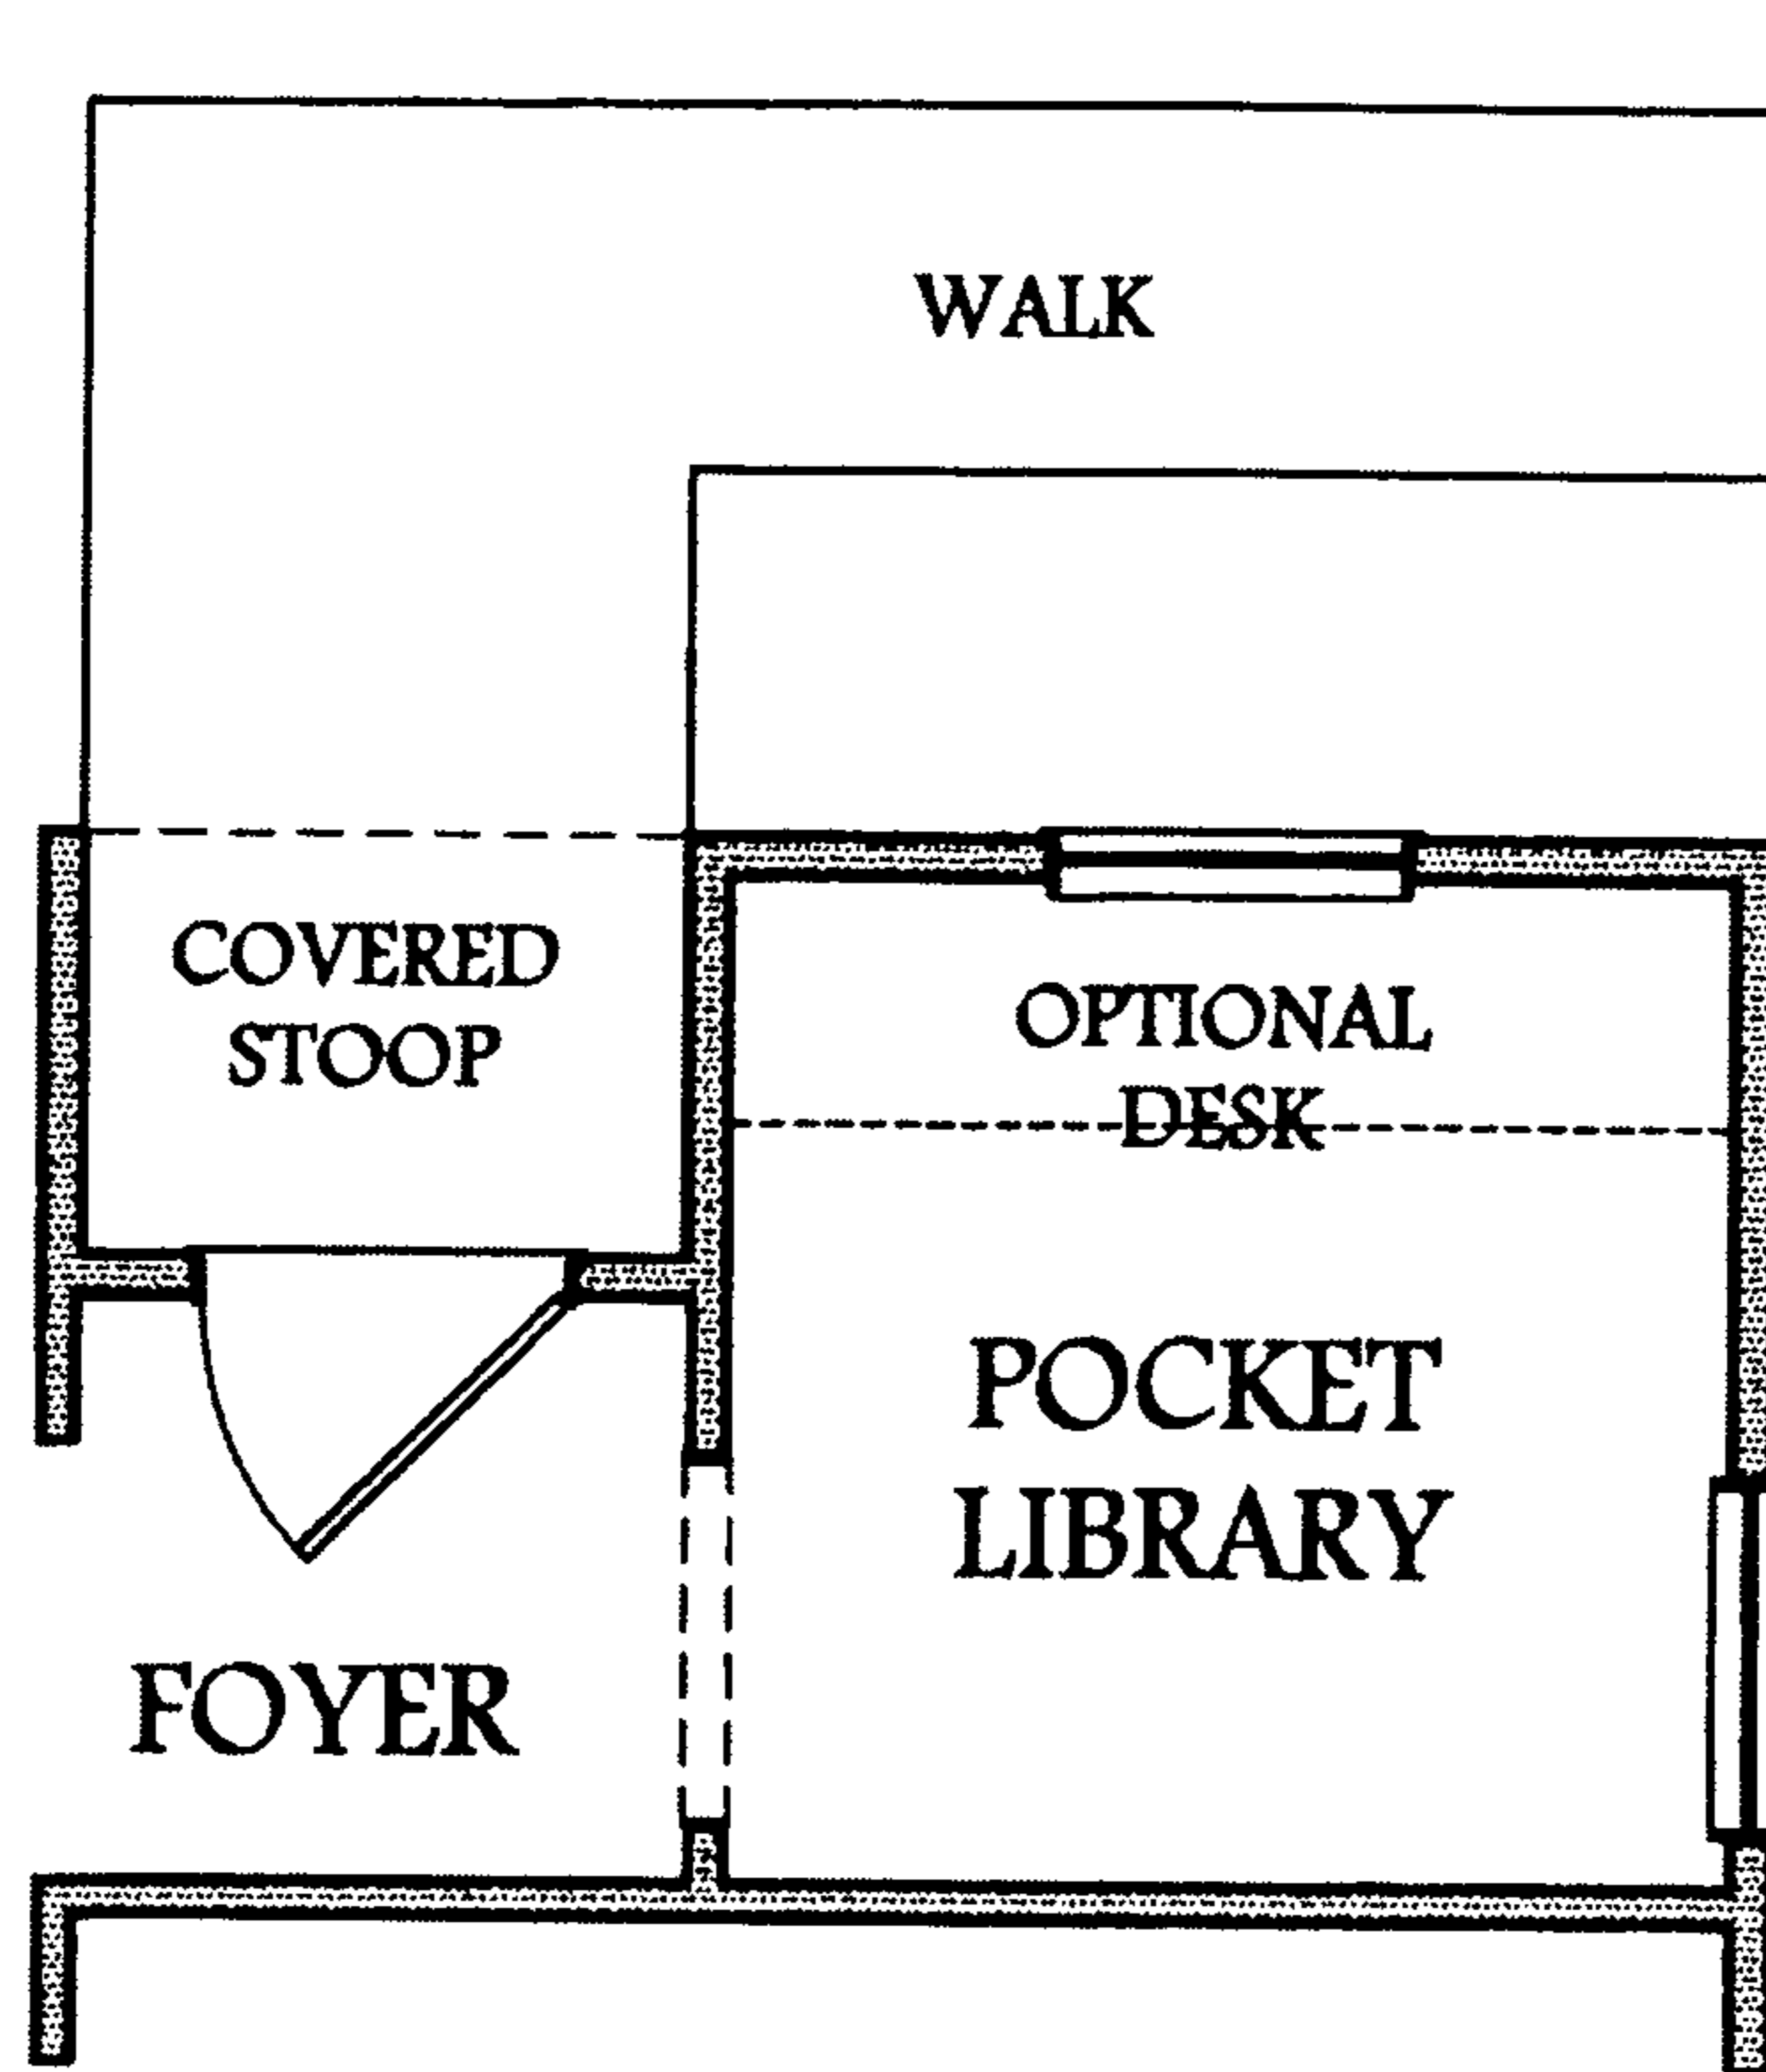 WALK
COVERED
STOOP
OPTIONAL
DESK
POCKET
LIBRARY
FOYER